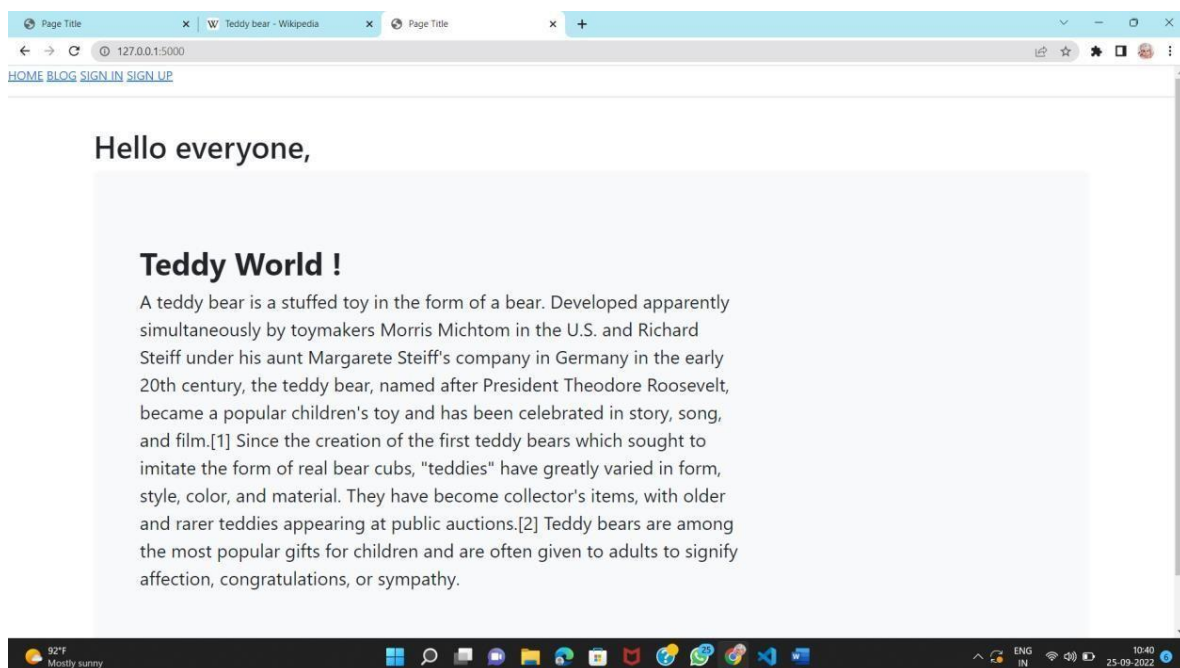 Page Title
W Teddy bear - Wikipedia
Page Title
127.0.0.1:5000
HOME BLOG SIGN IN SIGN UP
Hello everyone,
Teddy World !
A teddy bear is a stuffed toy in the form of a bear. Developed apparently
simultaneously by toymakers Morris Michtom in the U.S. and Richard
Steiff under his aunt Margarete Steiff's company in Germany in the early
20th century, the teddy bear, named after President Theodore Roosevelt,
became a popular children's toy and has been celebrated in story, song,
and film.[1] Since the creation of the first teddy bears which sought to
imitate the form of real bear cubs, "teddies" have greatly varied in form,
style, color, and material. They have become collector's items, with older
and rarer teddies appearing at public auctions.[2] Teddy bears are among
the most popular gifts for children and are often given to adults to signify
affection, congratulations, or sympathy.
92°F
Mostly sunny
25
ENG
IN
10:40
25-09-2022
6